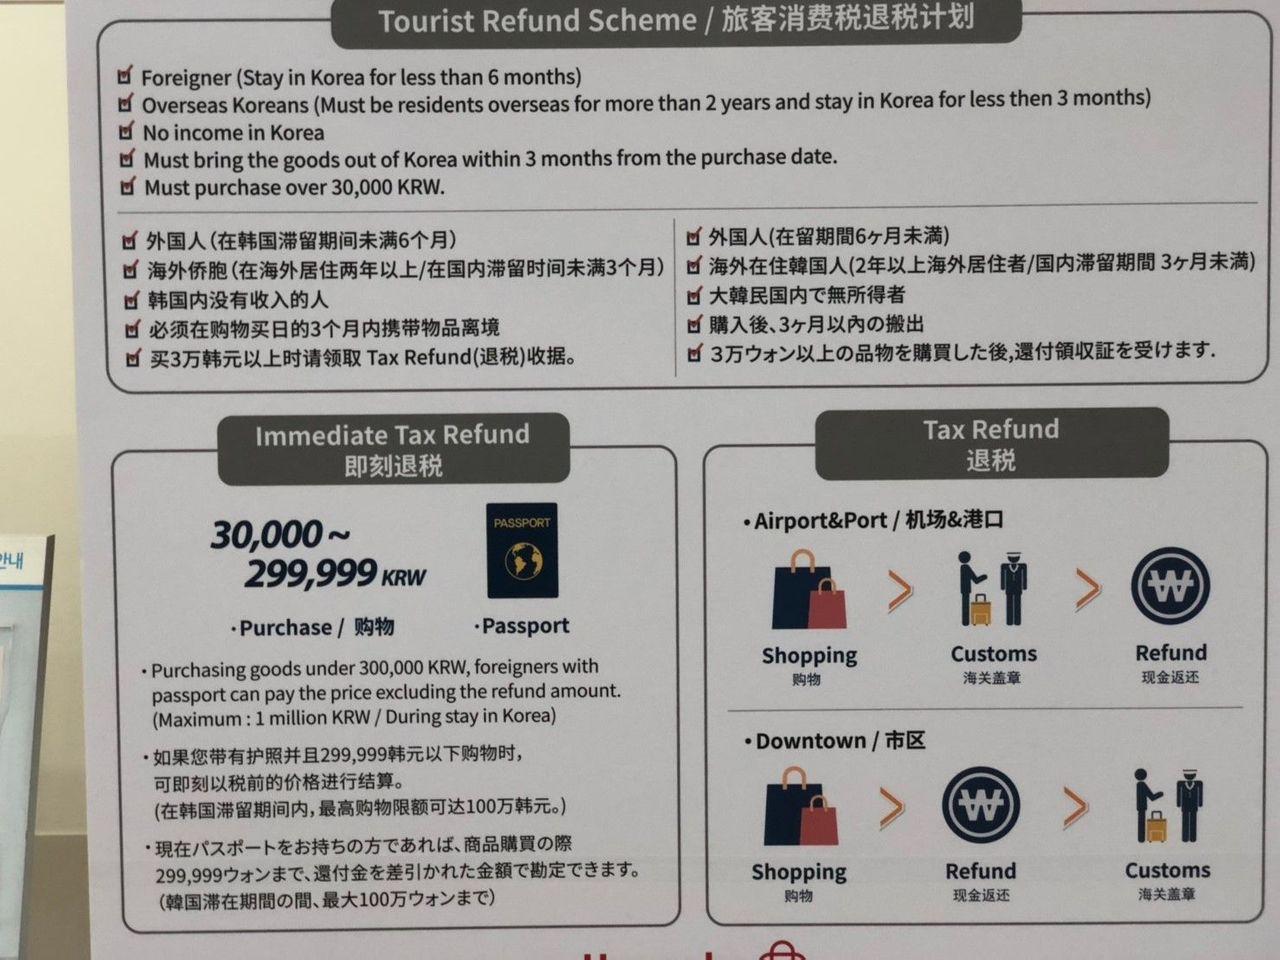 Tourist Refund Scheme / 旅客消费税退税计划
Foreigner (Stay in Korea for less than 6 months)
Overseas Koreans (Must be residents overseas for more than 2 years and stay in Korea for less then 3 months)
No income in Korea
Must bring the goods out of Korea within 3 months from the purchase date.
Must purchase over 30,000 KRW.
外国人（在韩国滞留期间未满6个月）
海外侨胞（在海外居住两年以上/在国内滞留时间未满3个月）
韩国内没有收入的人
必须在购物买日的3个月内携带物品离境
买3万韩元以上时请领取 Tax Refund(退税)收据。
外国人(在留期間6ヶ月未満)
海外在住韓国人(2年以上海外居住者/国内滞留期間 3ヶ月未満)
大韓民国内で無所得者
購入後、3ヶ月以內の搬出
3万ウォン以上の品物を購買した後,還付領収証を受けます.
Immediate Tax Refund
即刻退税
30,000~
299,999 KRW
PASSPORT
·Purchase / 购物
·Passport
· Purchasing goods under 300,000 KRW, foreigners with
passport can pay the price excluding the refund amount.
(Maximum : 1 million KRW / During stay in Korea)
· 如果您带有护照并且299,999韩元以下购物时，
可即刻以税前的价格进行结算。
(在韩国滞留期间内，最高购物限额可达100万韩元。)
· 現在パスポートをお持ちの方であれば、商品購買の際
299,999ウォンまで、還付金を差引かれた金額で勘定できます。
（韓国滞在期間の間、最大100万ウォンまで）
Tax Refund
退税
· Airport&Port / 机场&港口
Shopping
购物
Customs
海关盖章
Refund
现金返还
· Downtown / 市区
Shopping
购物
Refund
现金返还
Customs
海关盖章
안내